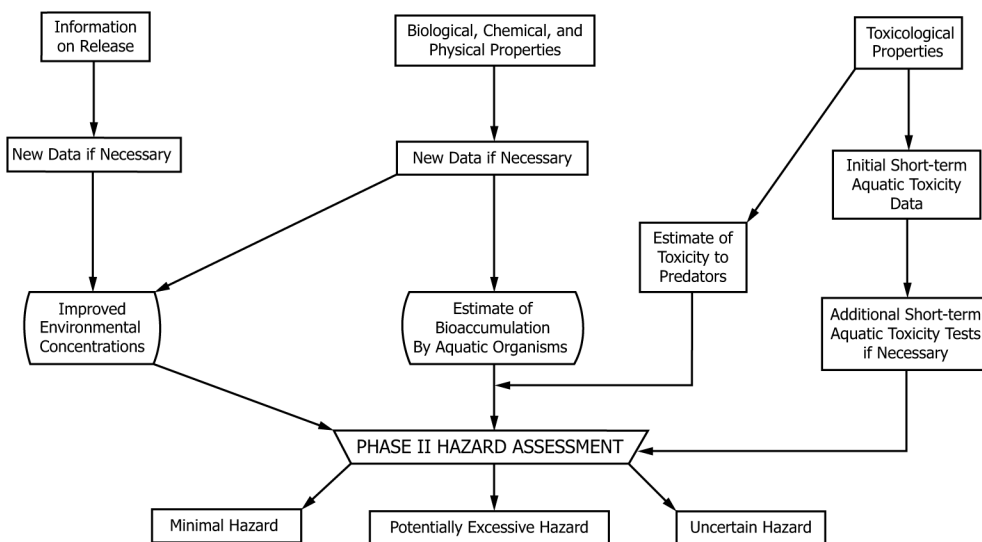 Information
on Release
Biological, Chemical, and
Physical Properties
Toxicological
Properties
New Data if Necessary
New Data if Necessary
Initial Short-term
Aquatic Toxicity
Data
Estimate of
Toxicity to
Predators
Improved
Environmental
Concentrations
Estimate of
Bioaccumulation
By Aquatic Organisms
Additional Short-term
Aquatic Toxicity Tests
if Necessary
PHASE II HAZARD ASSESSMENT
Minimal Hazard
Potentially Excessive Hazard
Uncertain Hazard